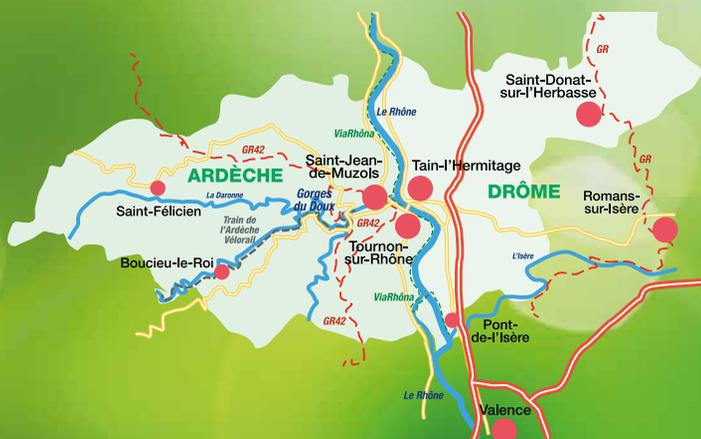 GR
Saint-Donat-
sur-l'Herbasse
Le Rhône
ViaRhôna
GR42
Saint-Jean-
de-Muzols
Tain-l'Hermitage
GR
ARDÈCHE
DRÔME
La Daronne
Gorges
du Doux
Romans-
sur-Isère
Saint-Félicien
Train de
l'Ardèche
Vélorail
GR42
Tournon-
sur-Rhône
Boucieu-le-Roi
L'Isère
ViaRhôna
GR42
Pont-
de-l'Isère
Le Rhône
Valence